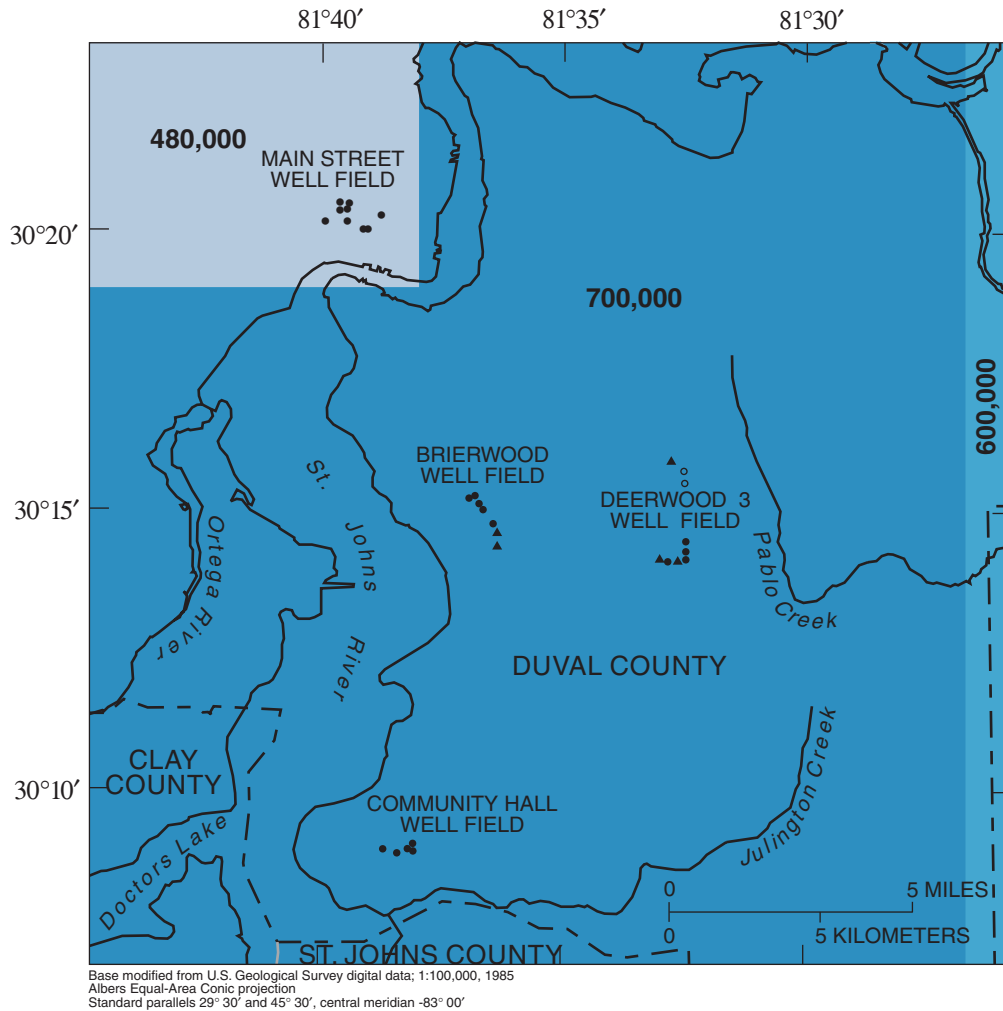 81°40′
81°35′
81°30′
480,000
MAIN STREET
WELL FIELD
30°20′
700,000
600,000
BRIERWOOD
WELL FIELD
St.
Johns
River
DEERWOOD 3
WELL FIELD
30°15′
Ortega
River
Pablo
Creek
DUVAL COUNTY
CLAY
COUNTY
30°10′
COMMUNITY HALL
WELL FIELD
Doctors Lake
Julington Creek
0
5 MILES
0
5 KILOMETERS
ST. JOHNS COUNTY
Base modified from U.S. Geological Survey digital data; 1:100,000, 1985
Albers Equal-Area Conic projection
Standard parallels 29° 30′ and 45° 30′, central meridian -83° 00′